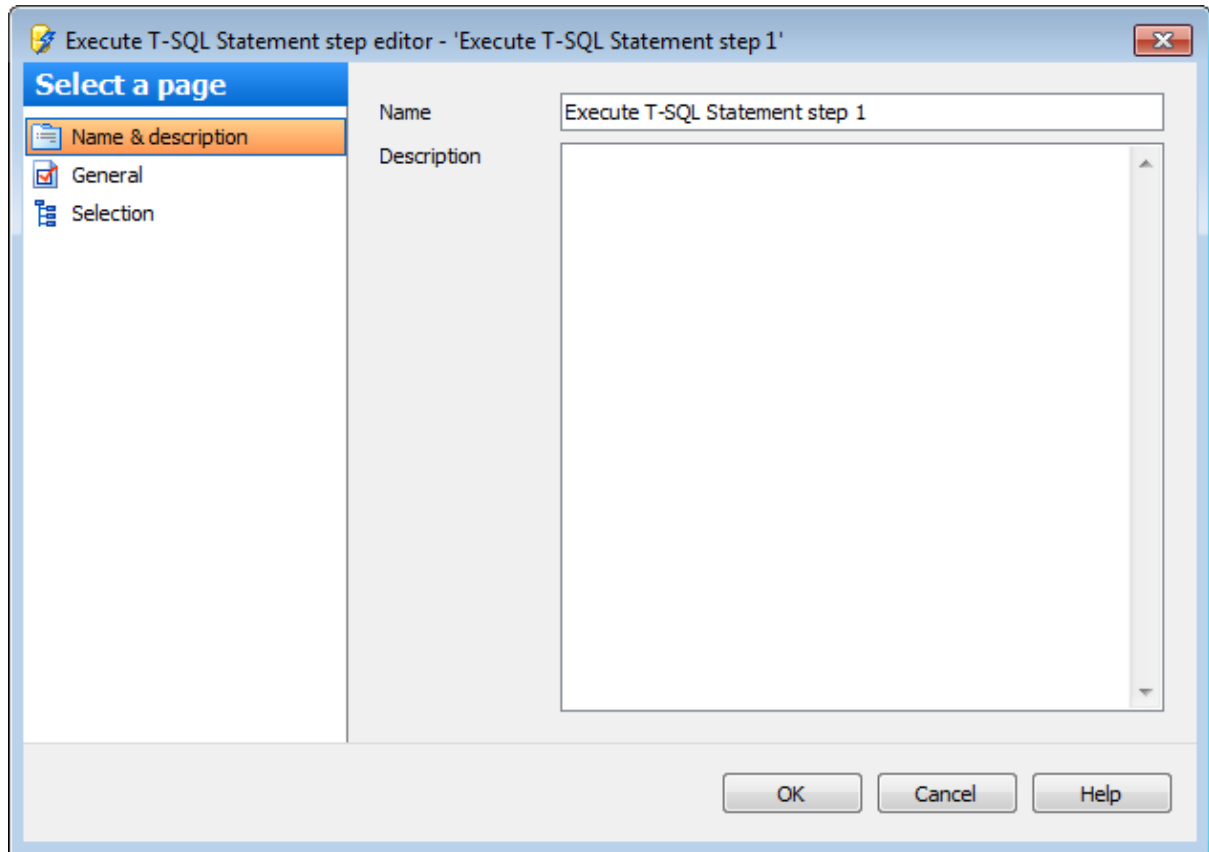 Execute T-SQL Statement step editor - 'Execute T-SQL Statement step 1'
Select a page
Name & description
General
Selection
Name
Execute T-SQL Statement step 1
Description
OK
Cancel
Help